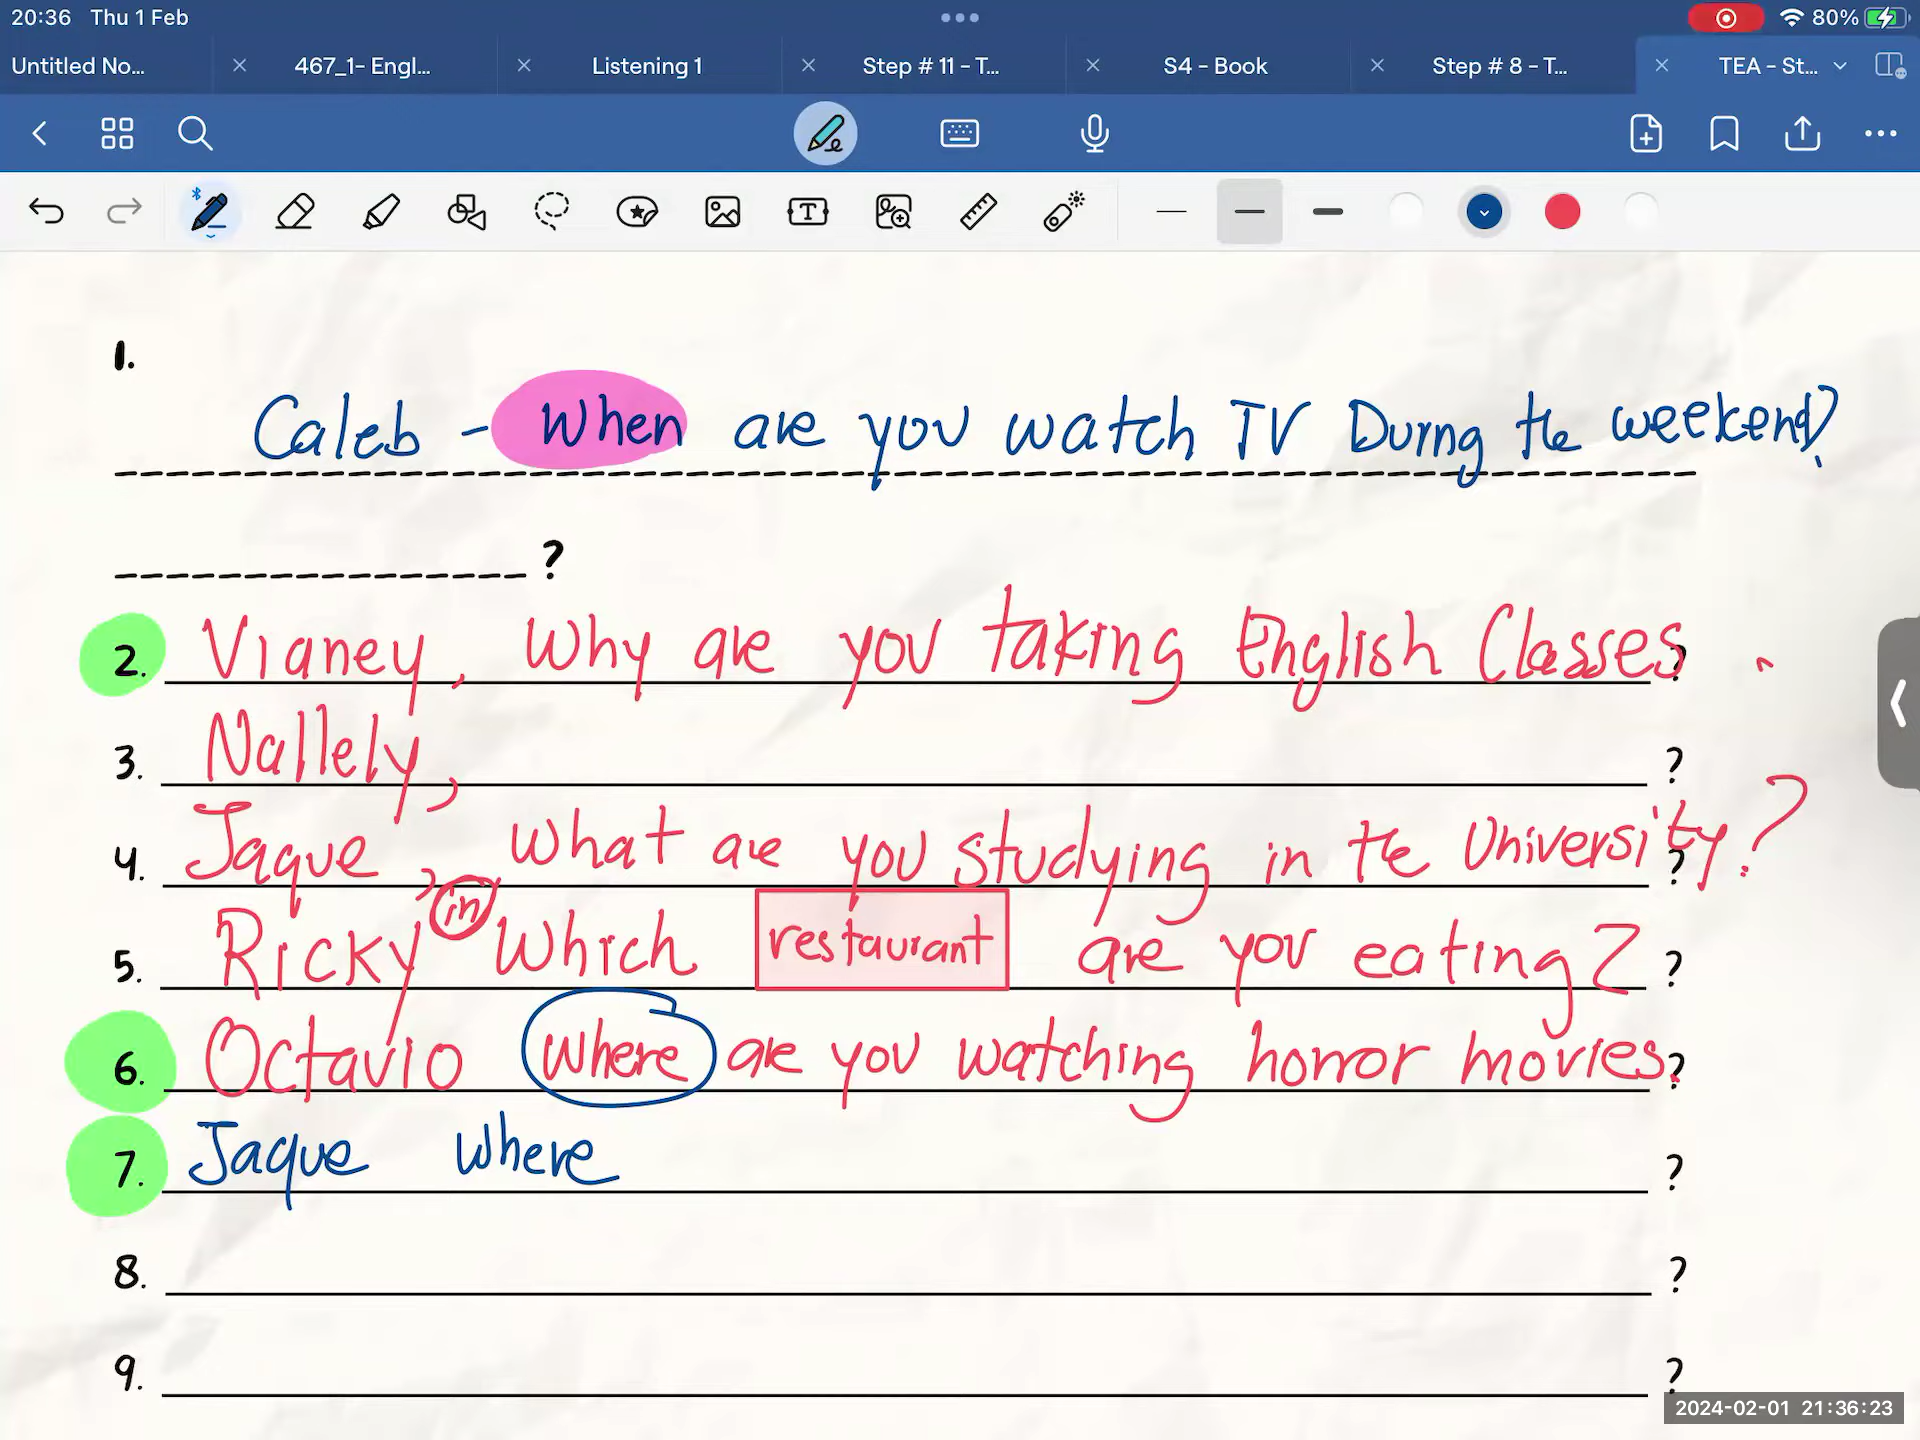 20:36 Thu 1 Feb
80%
Untitled No... 467_1- Engl... Listening 1 Step # 11 - T... S4 - Book Step # 8 - T... TEA - St...
1.
Caleb - When are you watch TV Durng the weekend?
?
2. Vianey, Why are you taking English Classes ?
3. Nallely, ?
4. Jaque, What are you studying in the University? ?
5. Ricky in Which restaurant are you eating? ?
6. Octavio Where are you watching horror movies. ?
7. Jaque Where ?
8. ?
9. ?
2024-02-01 21:36:23